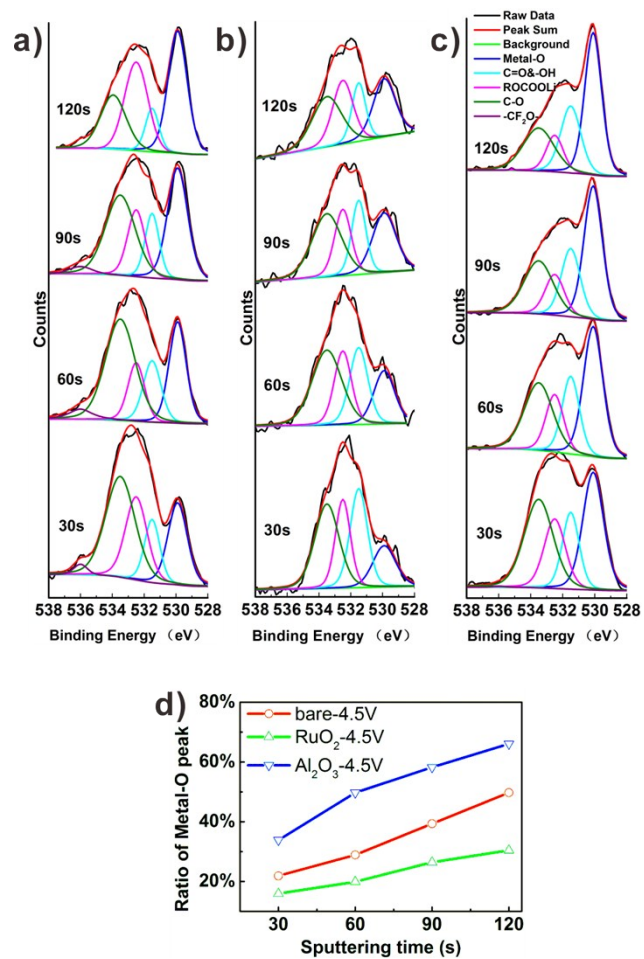 a)
120s
90s
60s
30s
Counts
538 536 534 532 530 528
Binding Energy （eV）
b)
120s
90s
60s
30s
Counts
538 536 534 532 530 528
Binding Energy （eV）
c)
Raw Data
Peak Sum
Background
Metal-O
C=O&-OH
ROCOOLi
C-O
-CF₂O-
120s
90s
60s
30s
Counts
538 536 534 532 530 528
Binding Energy （eV）
d)
80%
60%
40%
20%
Ratio of Metal-O peak
bare-4.5V
RuO₂-4.5V
Al₂O₃-4.5V
30 60 90 120
Sputtering time (s)